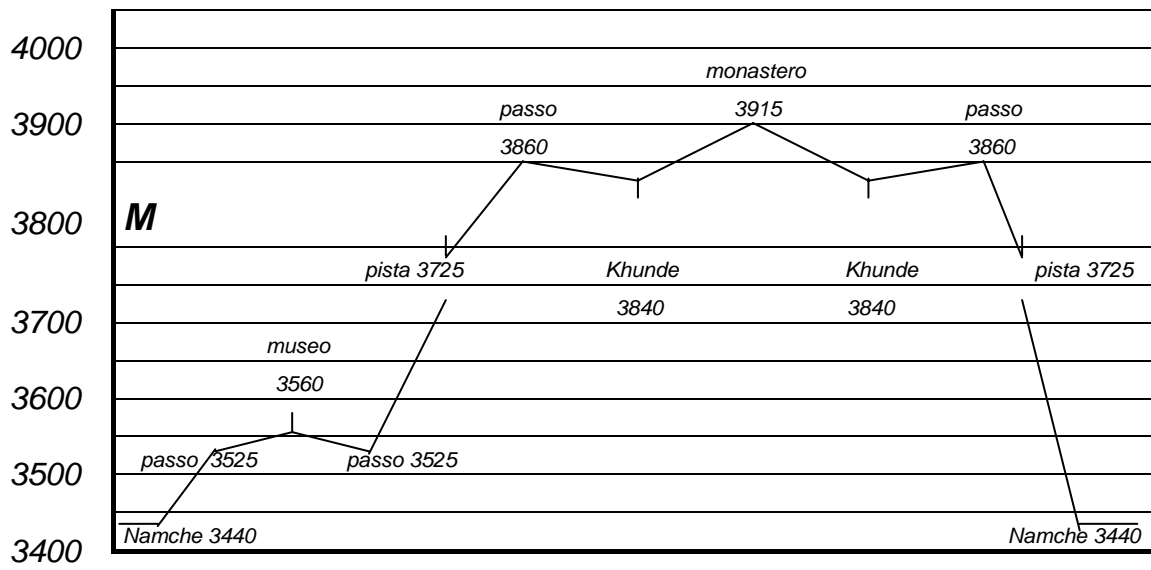 4000
monastero
passo 3915 passo
3900
3860 3860
3800 M
pista 3725 Khunde Khunde pista 3725
3840 3840
3700
museo
3560
3600
passo 3525 passo 3525
3500
Namche 3440 Namche 3440
3400